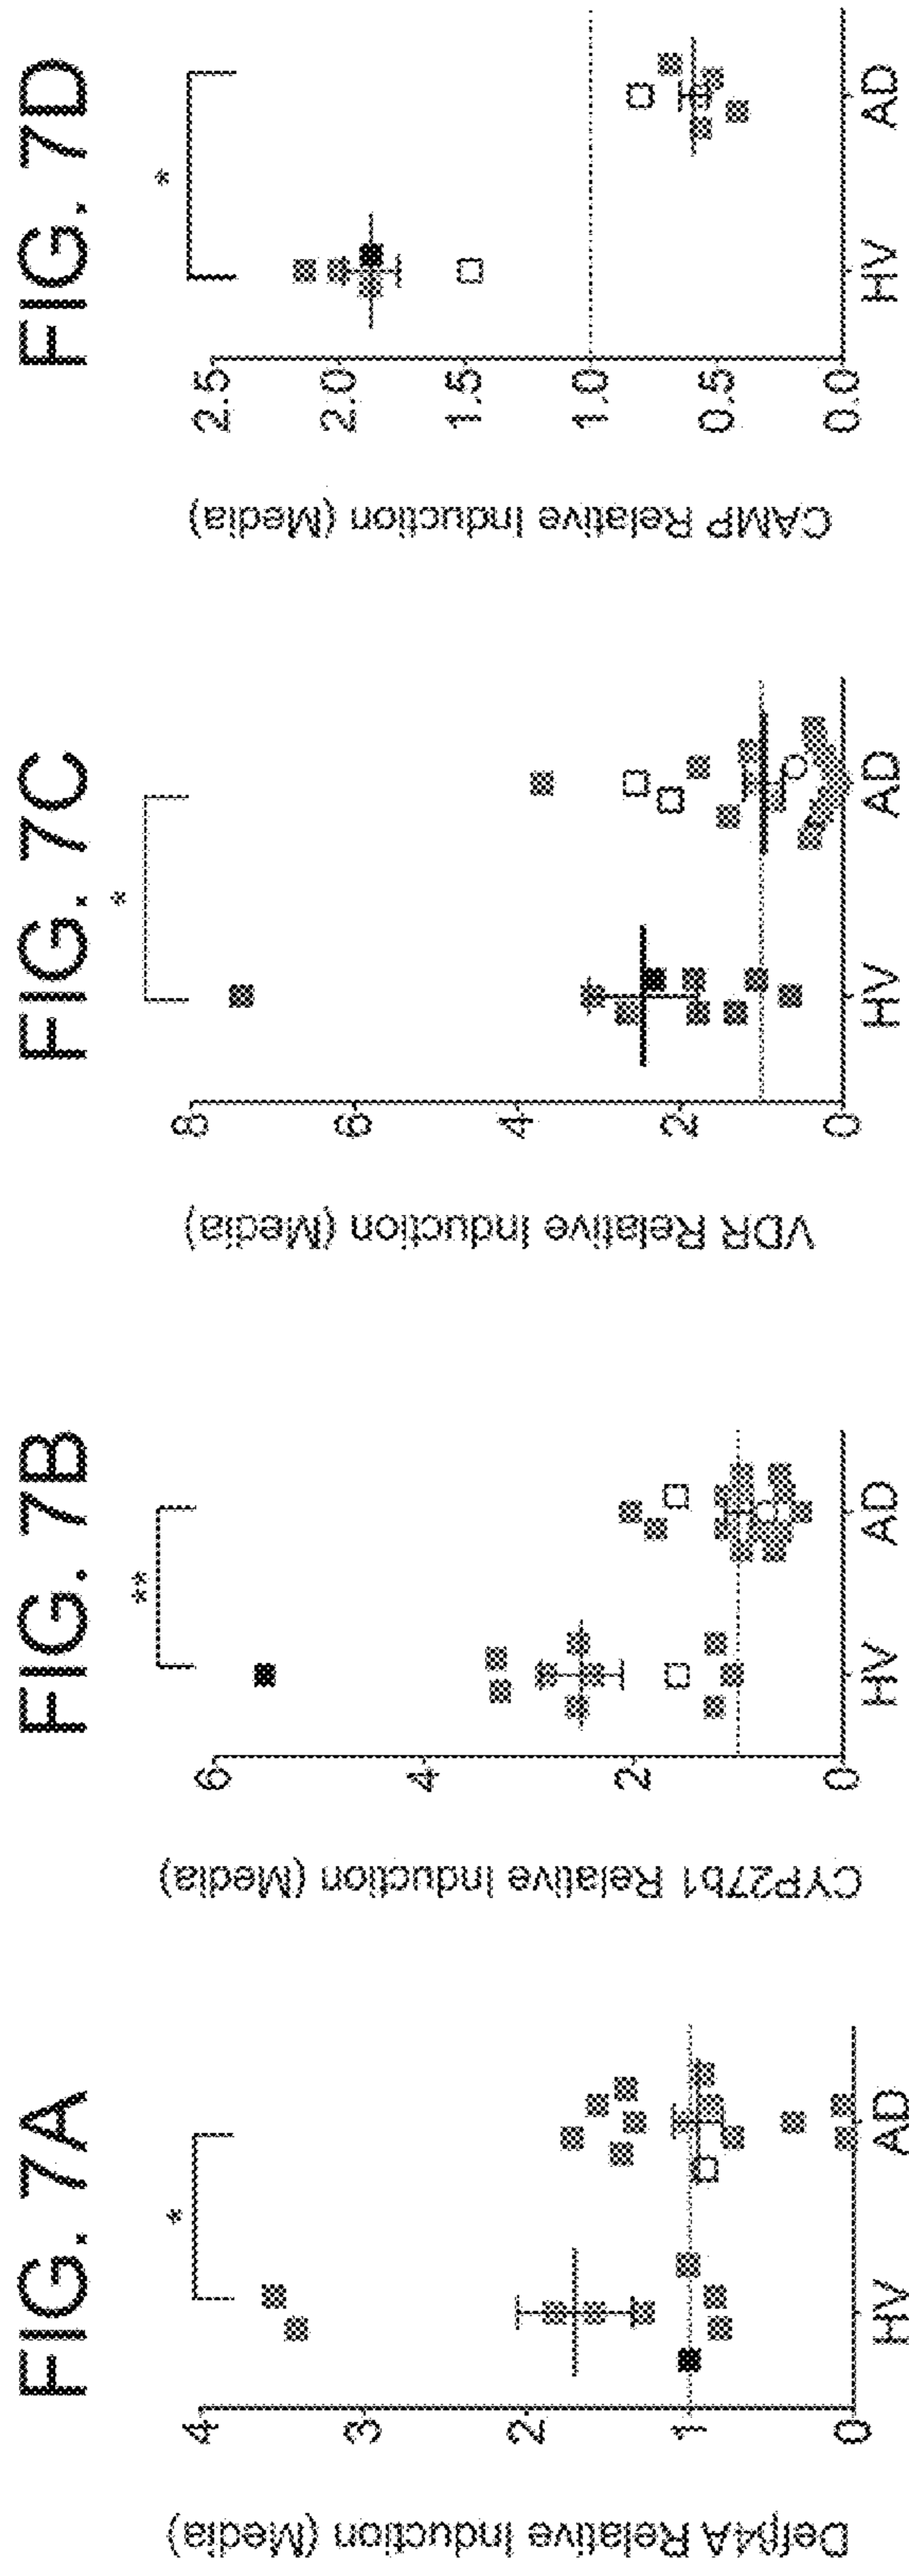 FIG. 7A
*
Defβ4A Relative Induction (Media)
4
3
2
1
0
HV
AD
FIG. 7B
**
CYP27b1 Relative Induction (Media)
6
4
2
0
HV
AD
FIG. 7C
*
VDR Relative Induction (Media)
8
6
4
2
0
HV
AD
FIG. 7D
*
CAMP Relative Induction (Media)
2.5
2.0
1.5
1.0
0.5
0.0
HV
AD